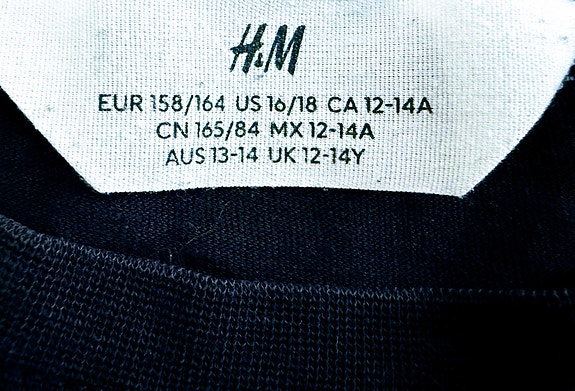 H&M
EUR 158/164 US 16/18 CA 12-14A
CN 165/84 MX 12-14A
AUS 13-14 UK 12-14Y